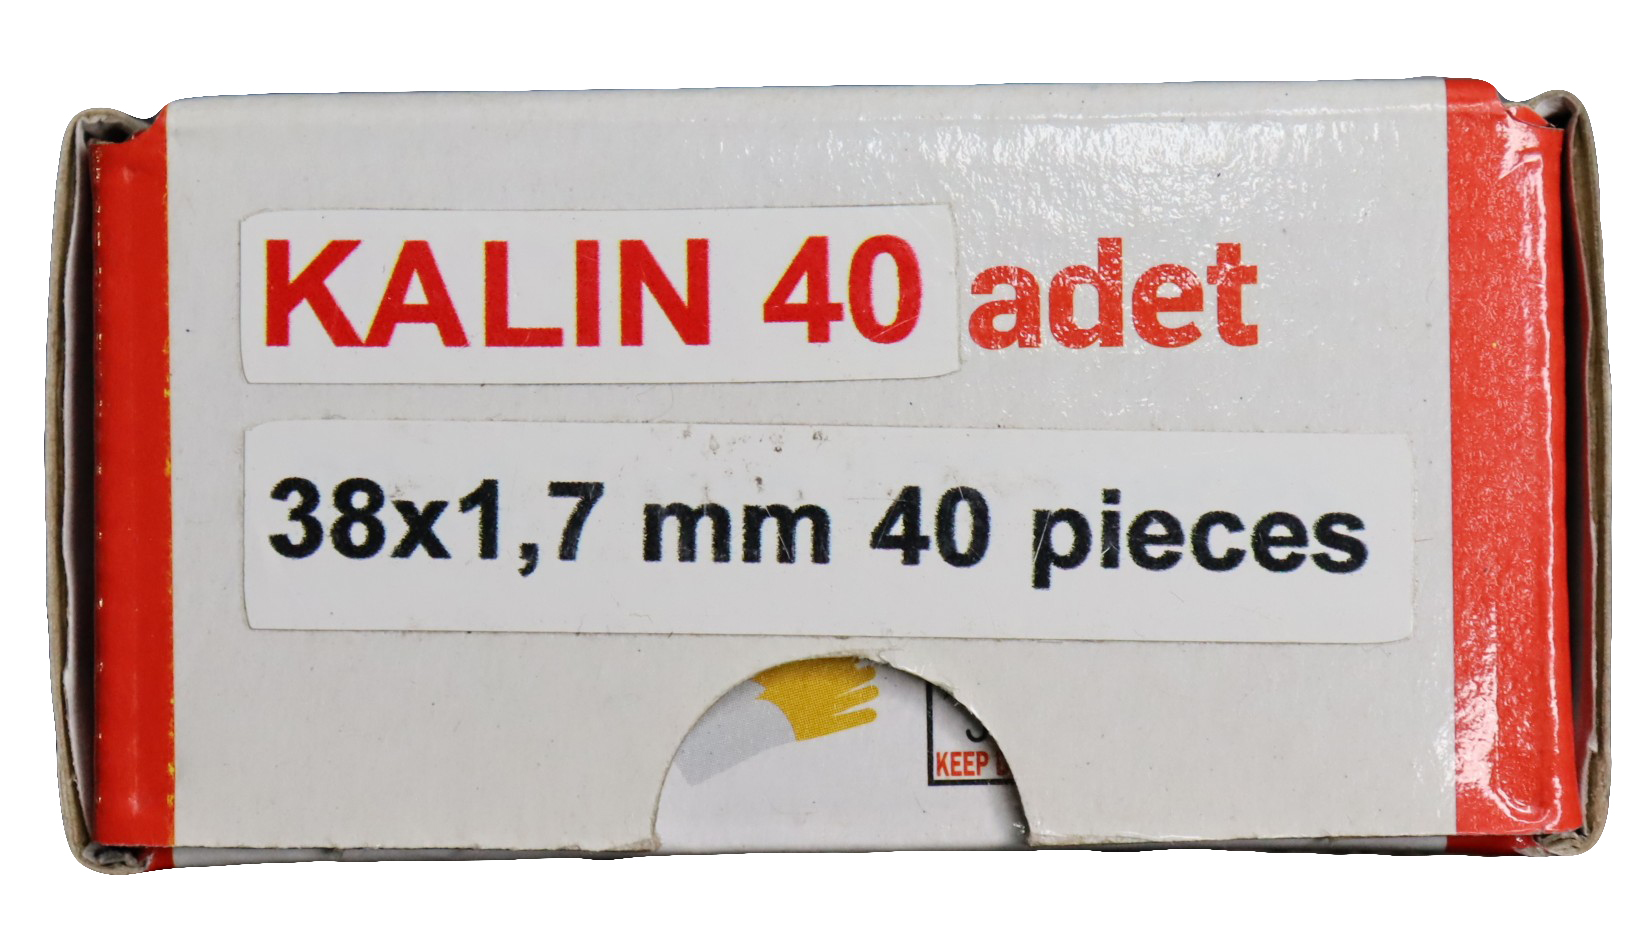 KALIN 40 adet
38x1,7 mm 40 pieces
KEEP